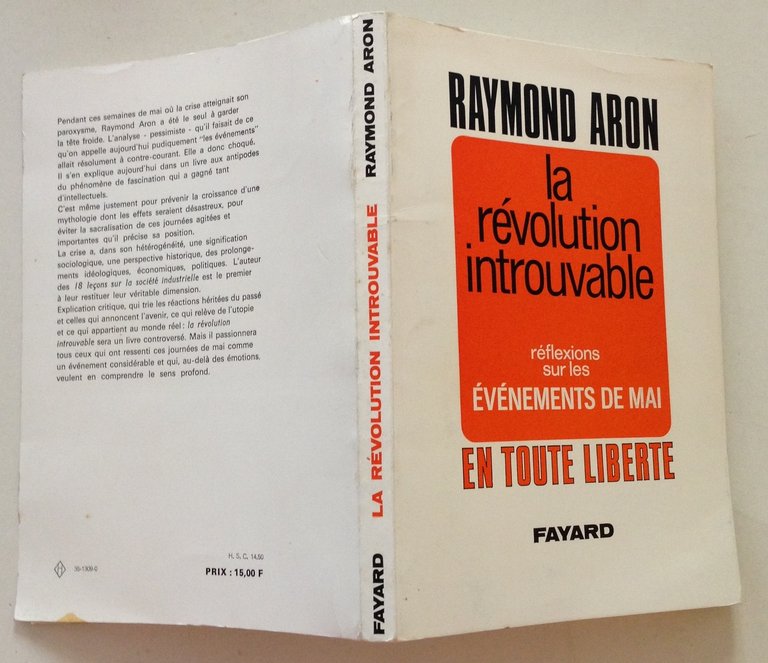 Pendant ces semaines de mai où la crise atteignait son
paroxysme, Raymond Aron a été le seul à garder
la tête froide. L'analyse - pessimiste - qu'il faisait de ce
qu'on appelle aujourd'hui pudiquement "les événements"
allait résolument à contre-courant. Elle a donc choqué.
Il s'en explique aujourd'hui dans un livre aux antipodes
du phénomène de fascination qui a gagné tant
d'intellectuels.
C'est même justement pour prévenir la croissance d'une
mythologie dont les effets seraient désastreux, pour
éviter la sacralisation de ces journées agitées et
importantes qu'il précise sa position.
La crise a, dans son hétérogénéité, une signification
sociologique, une perspective historique, des prolonge-
ments idéologiques, économiques, politiques. L'auteur
des 18 leçons sur la société industrielle est le premier
à leur restituer leur véritable dimension.
Explication critique, qui trie les réactions héritées du passé
et celles qui annoncent l'avenir, ce qui relève de l'utopie
et ce qui appartient au monde réel : la révolution
introuvable sera un livre controversé. Mais il passionnera
tous ceux qui ont ressenti ces journées de mai comme
un événement considérable et qui, au-delà des émotions,
veulent en comprendre le sens profond.
H. S. C. 14,50
35-1309-0
PRIX : 15,00 F
FAYARD LA RÉVOLUTION INTROUVABLE RAYMOND ARON
RAYMOND ARON
la
révolution
introuvable
réflexions
sur les
ÉVÉNEMENTS DE MAI
EN TOUTE LIBERTE
FAYARD